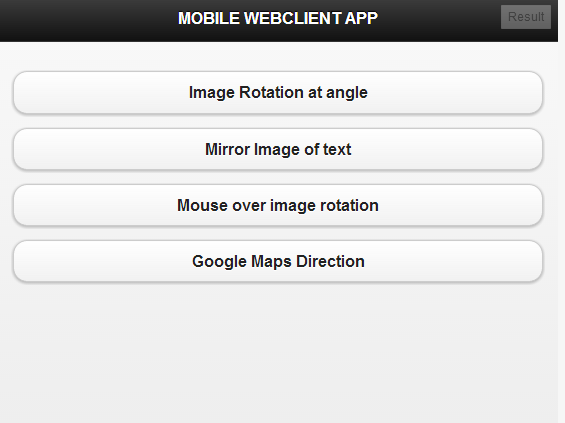 MOBILE WEBCLIENT APP
Result
Image Rotation at angle
Mirror Image of text
Mouse over image rotation
Google Maps Direction